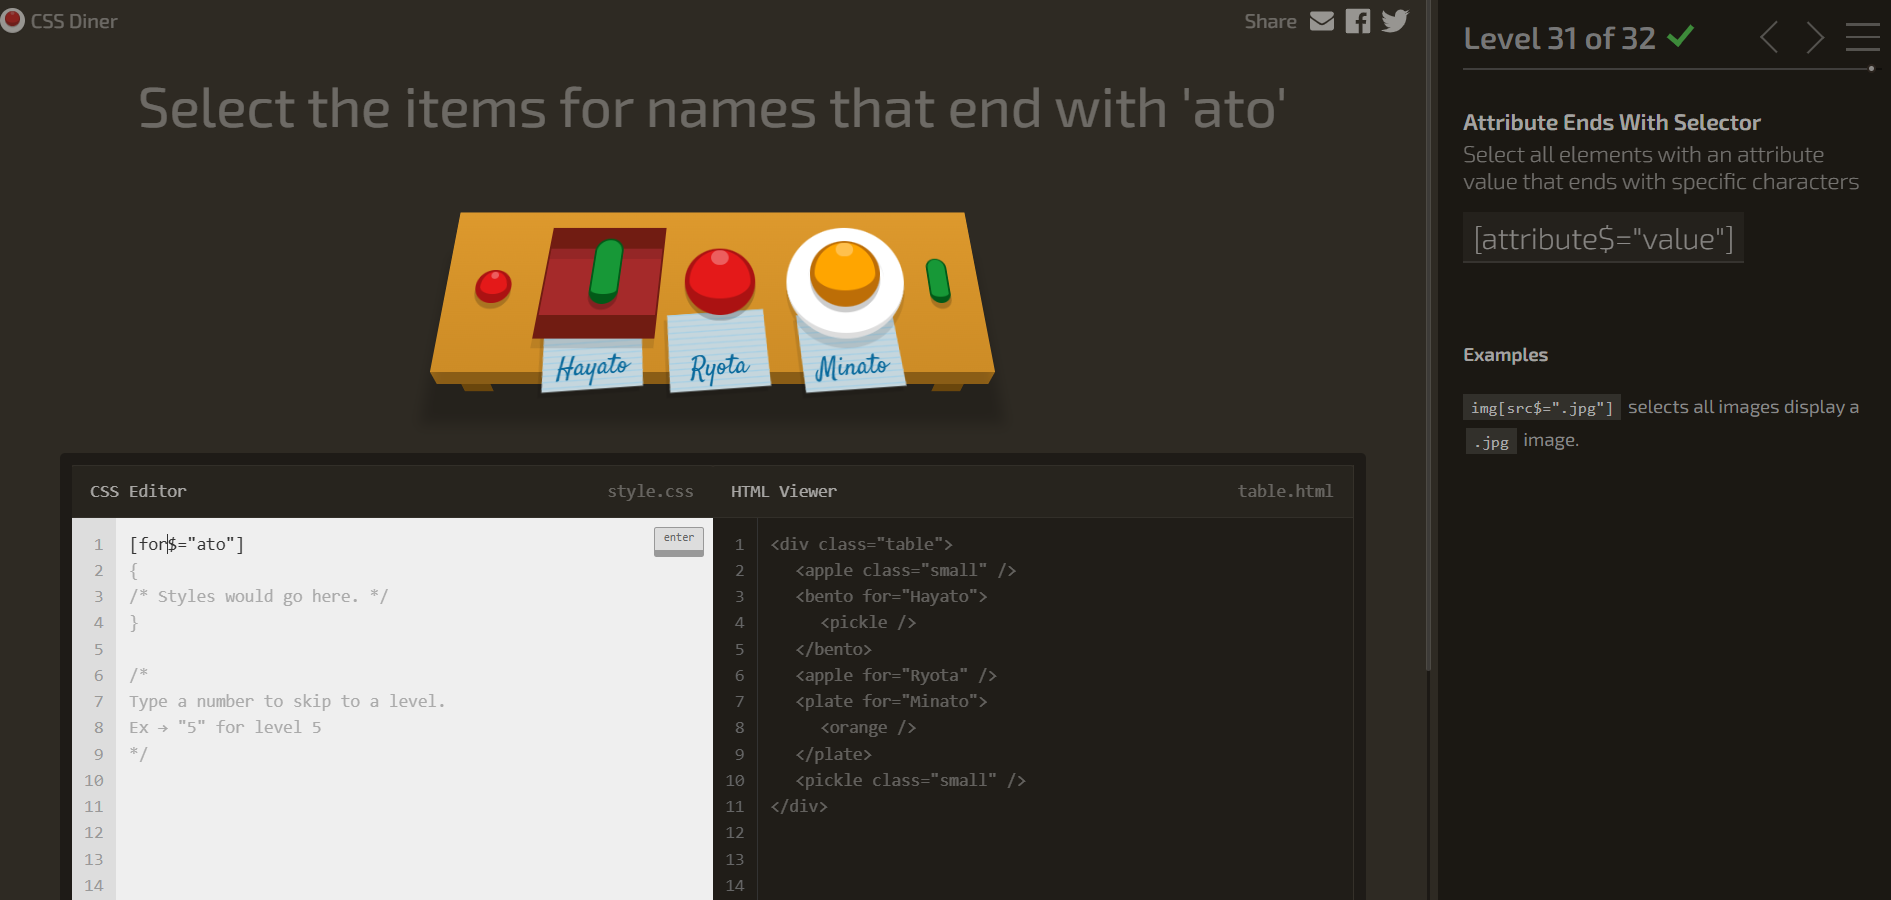 CSS Diner
Share
Select the items for names that end with 'ato'
Hayato
Ryota
Minato
CSS Editor
style.css
HTML Viewer
table.html
1
2
3
4
5
6
7
8
9
10
11
12
13
14
[for$="ato"]
{
/* Styles would go here. */
}
/*
Type a number to skip to a level.
Ex → "5" for level 5
*/
enter
1
2
3
4
5
6
7
8
9
10
11
12
13
14
<div class="table">
<apple class="small" />
<bento for="Hayato">
<pickle />
</bento>
<apple for="Ryota" />
<plate for="Minato">
<orange />
</plate>
<pickle class="small" />
</div>
Level 31 of 32
Attribute Ends With Selector
Select all elements with an attribute
value that ends with specific characters
[attribute$="value"]
Examples
img[src$=".jpg"] selects all images display a
.jpg image.